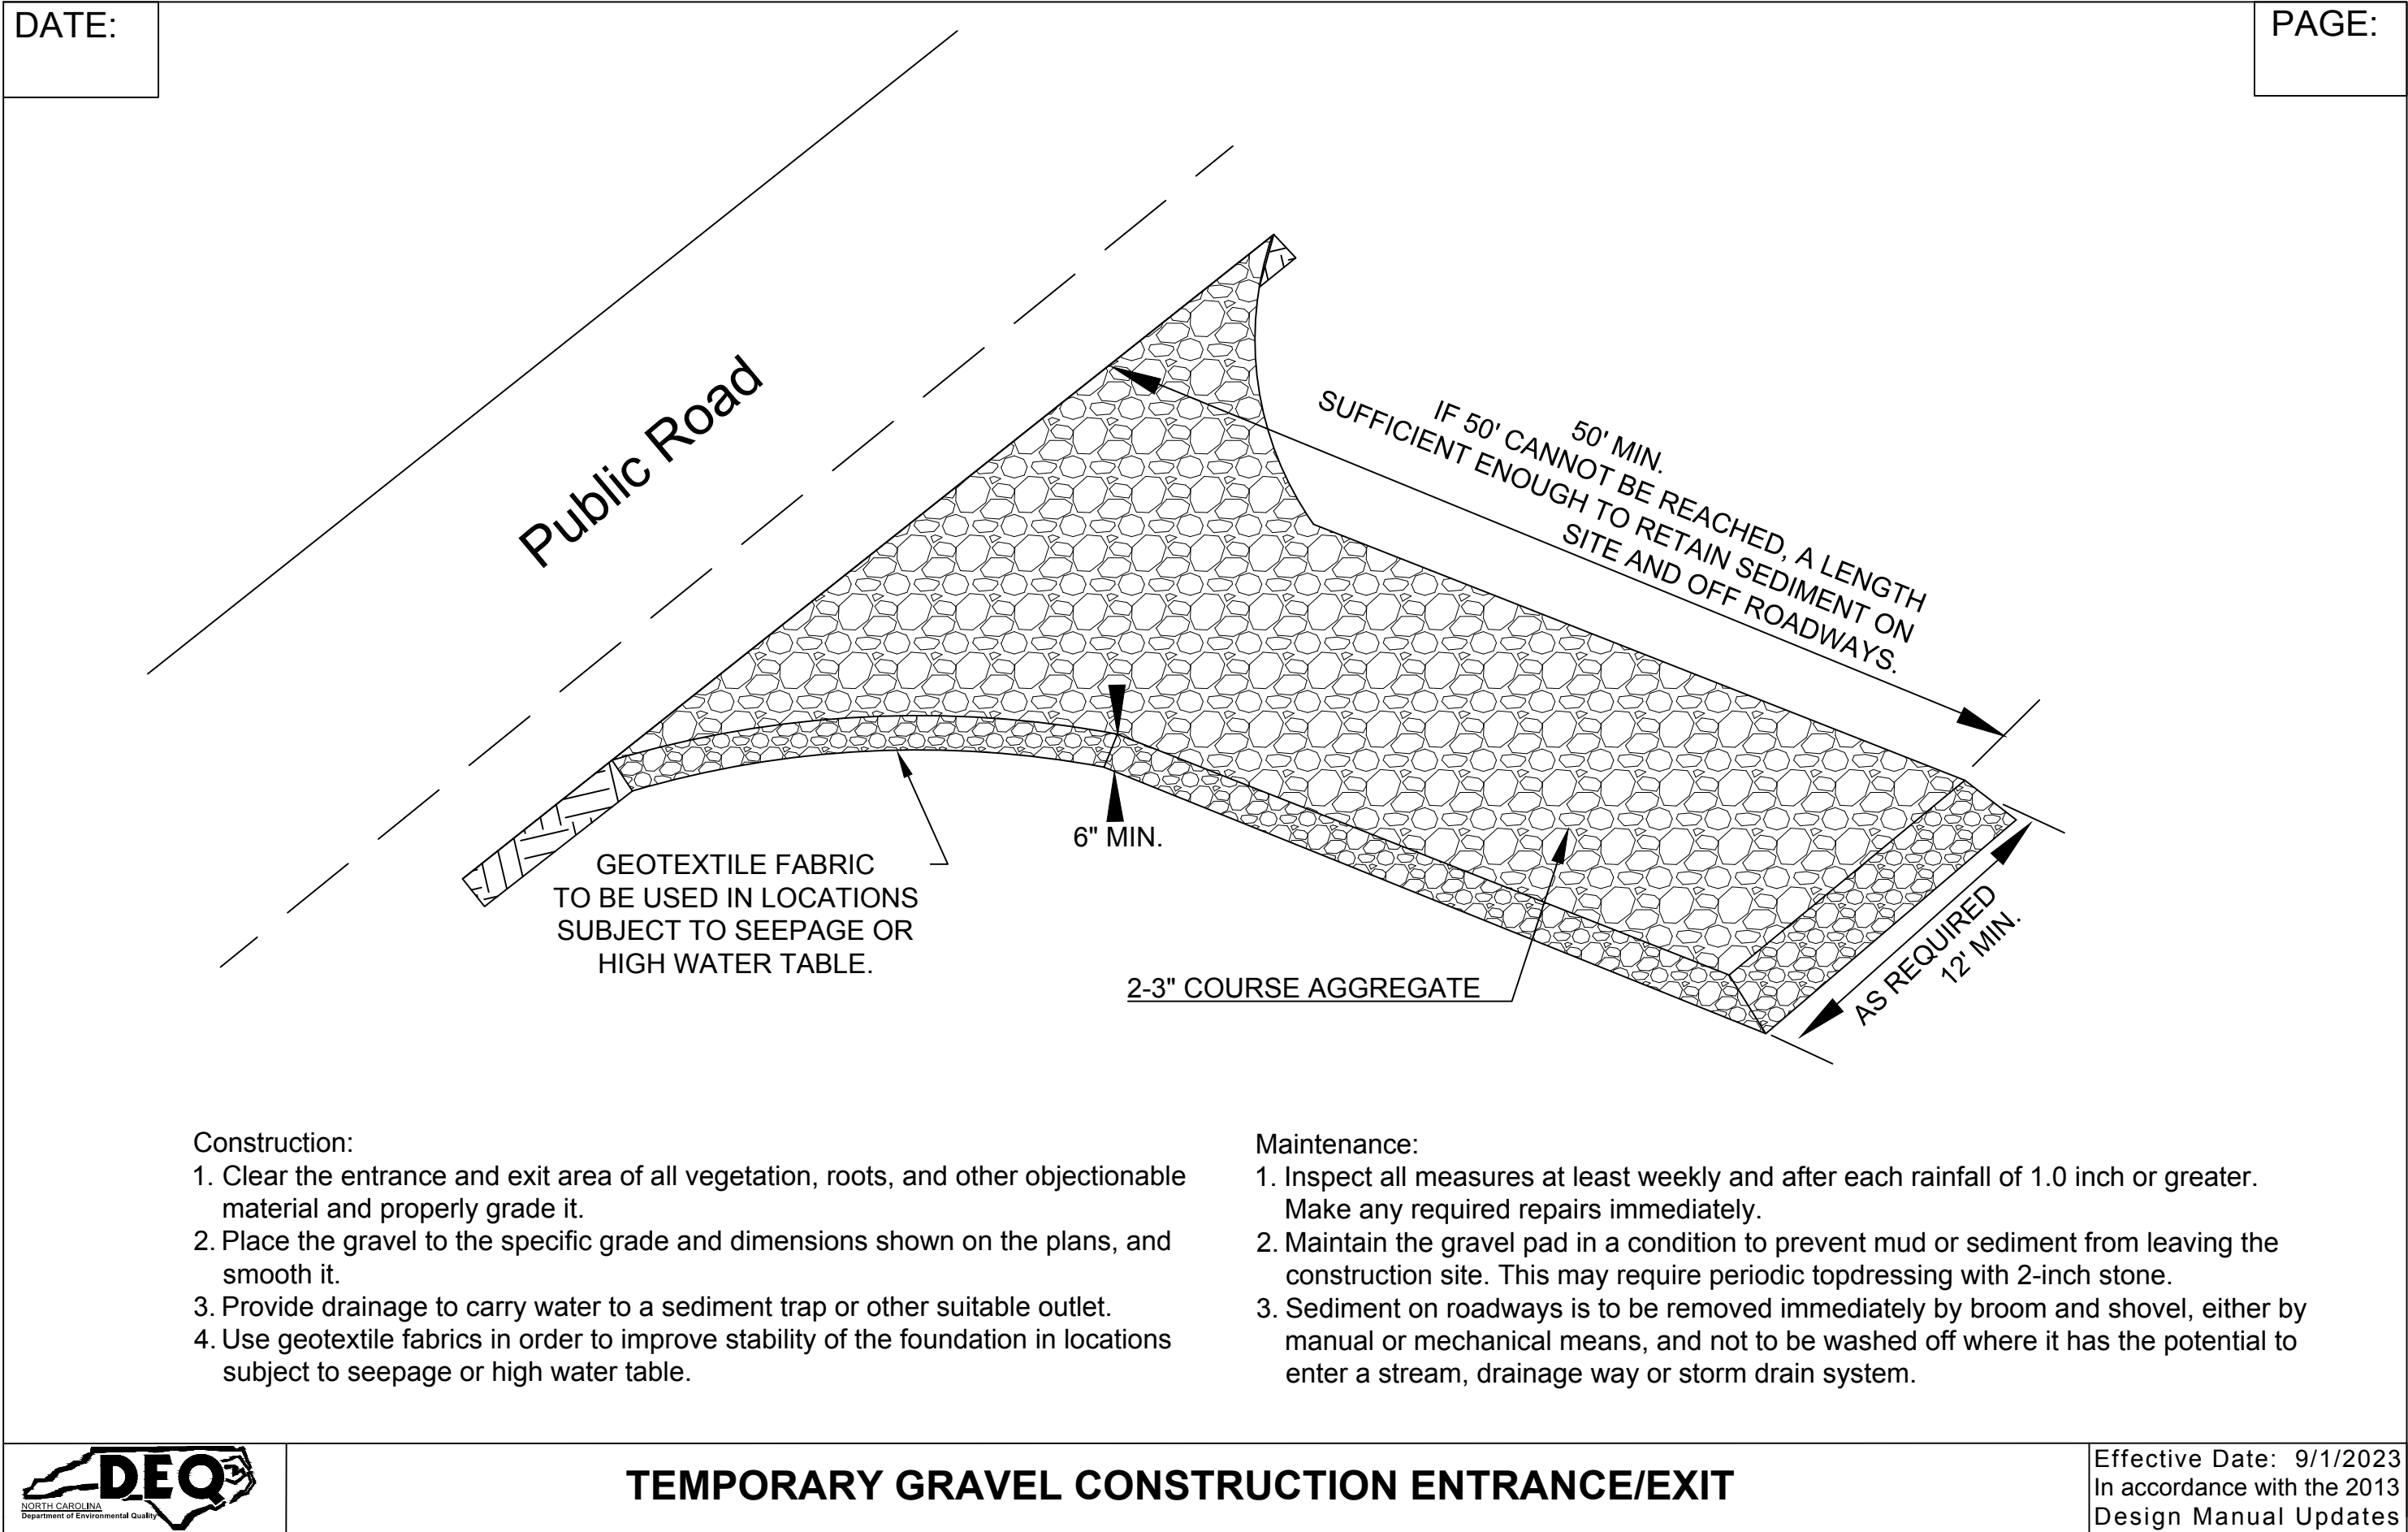 DATE:
PAGE:
Public Road
50' MIN.
IF 50' CANNOT BE REACHED, A LENGTH
SUFFICIENT ENOUGH TO RETAIN SEDIMENT ON
SITE AND OFF ROADWAYS.
6" MIN.
GEOTEXTILE FABRIC
TO BE USED IN LOCATIONS
SUBJECT TO SEEPAGE OR
HIGH WATER TABLE.
2-3" COURSE AGGREGATE
AS REQUIRED
12' MIN.
Construction:
1. Clear the entrance and exit area of all vegetation, roots, and other objectionable
material and properly grade it.
2. Place the gravel to the specific grade and dimensions shown on the plans, and
smooth it.
3. Provide drainage to carry water to a sediment trap or other suitable outlet.
4. Use geotextile fabrics in order to improve stability of the foundation in locations
subject to seepage or high water table.
Maintenance:
1. Inspect all measures at least weekly and after each rainfall of 1.0 inch or greater.
Make any required repairs immediately.
2. Maintain the gravel pad in a condition to prevent mud or sediment from leaving the
construction site. This may require periodic topdressing with 2-inch stone.
3. Sediment on roadways is to be removed immediately by broom and shovel, either by
manual or mechanical means, and not to be washed off where it has the potential to
enter a stream, drainage way or storm drain system.
DEQ
NORTH CAROLINA
Department of Environmental Quality
TEMPORARY GRAVEL CONSTRUCTION ENTRANCE/EXIT
Effective Date: 9/1/2023
In accordance with the 2013
Design Manual Updates